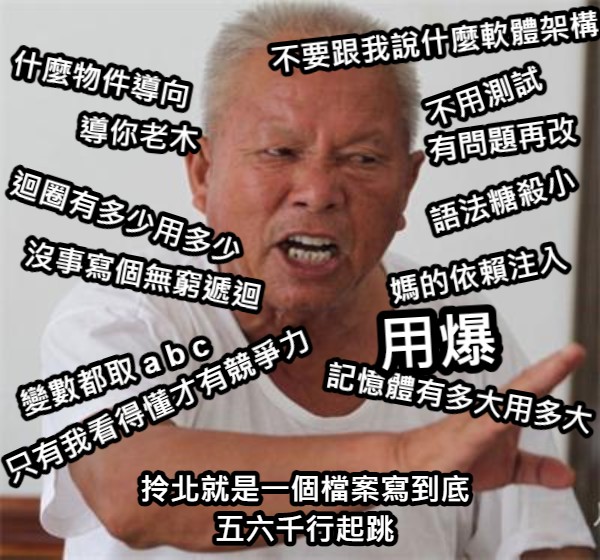 不要跟我說什麼軟體架構
什麼物件導向
導你老木
不用測試
有問題再改
迴圈有多少用多少
語法糖殺小
沒事寫個無窮遞迴
媽的依賴注入
用爆
變數都取 a b c
只有我看得懂才有競爭力
記憶體有多大用多大
拎北就是一個檔案寫到底
五六千行起跳